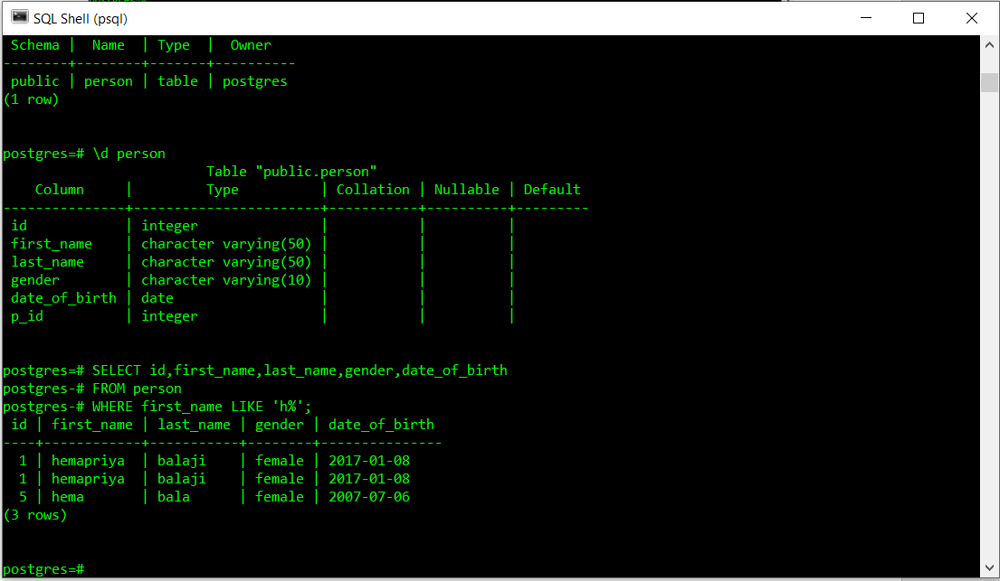 SQL Shell (psql)
 Schema |  Name  | Type  |  Owner
--------+--------+-------+----------
 public | person | table | postgres
(1 row)
postgres=# \d person
                         Table "public.person"
    Column     |         Type          | Collation | Nullable | Default
---------------+-----------------------+-----------+----------+---------
 id            | integer               |           |          |
 first_name    | character varying(50) |           |          |
 last_name     | character varying(50) |           |          |
 gender        | character varying(10) |           |          |
 date_of_birth | date                  |           |          |
 p_id          | integer               |           |          |
postgres=# SELECT id,first_name,last_name,gender,date_of_birth
postgres-# FROM person
postgres-# WHERE first_name LIKE 'h%';
 id | first_name | last_name | gender | date_of_birth
----+------------+-----------+--------+---------------
  1 | hemapriya  | balaji    | female | 2017-01-08
  1 | hemapriya  | balaji    | female | 2017-01-08
  5 | hema       | bala      | female | 2007-07-06
(3 rows)
postgres=#